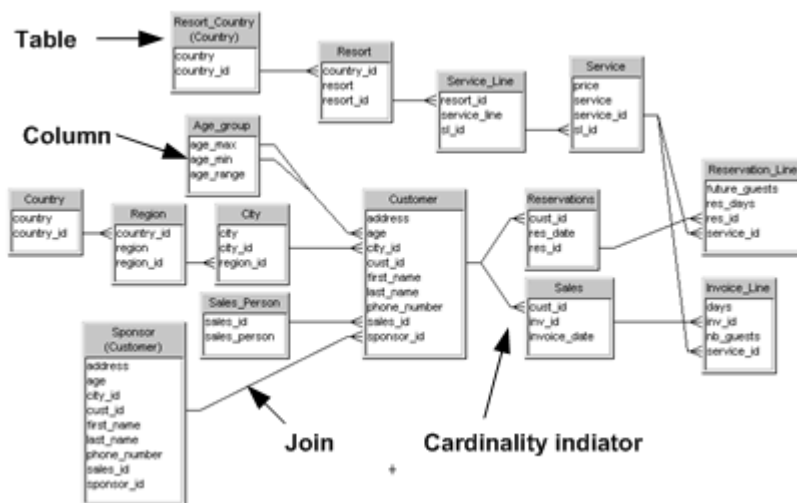 Table
Resort_Country
(Country)
country
country_id
Resort
country_id
resort
resort_id
Service_Line
resort_id
service_line
sl_id
Service
price
service
service_id
sl_id
Column
Age_group
age_max
age_min
age_range
Reservation_Line
future_guests
res_days
res_id
service_id
Country
country
country_id
Region
country_id
region
region_id
City
city
city_id
region_id
Customer
address
age
city_id
cust_id
first_name
last_name
phone_number
sales_id
sponsor_id
Reservations
cust_id
res_date
res_id
Sales
cust_id
inv_id
invoice_date
Invoice_Line
days
inv_id
nb_guests
service_id
Sales_Person
sales_id
sales_person
Sponsor
(Customer)
address
age
city_id
cust_id
first_name
last_name
phone_number
sales_id
sponsor_id
Join
Cardinality indiator